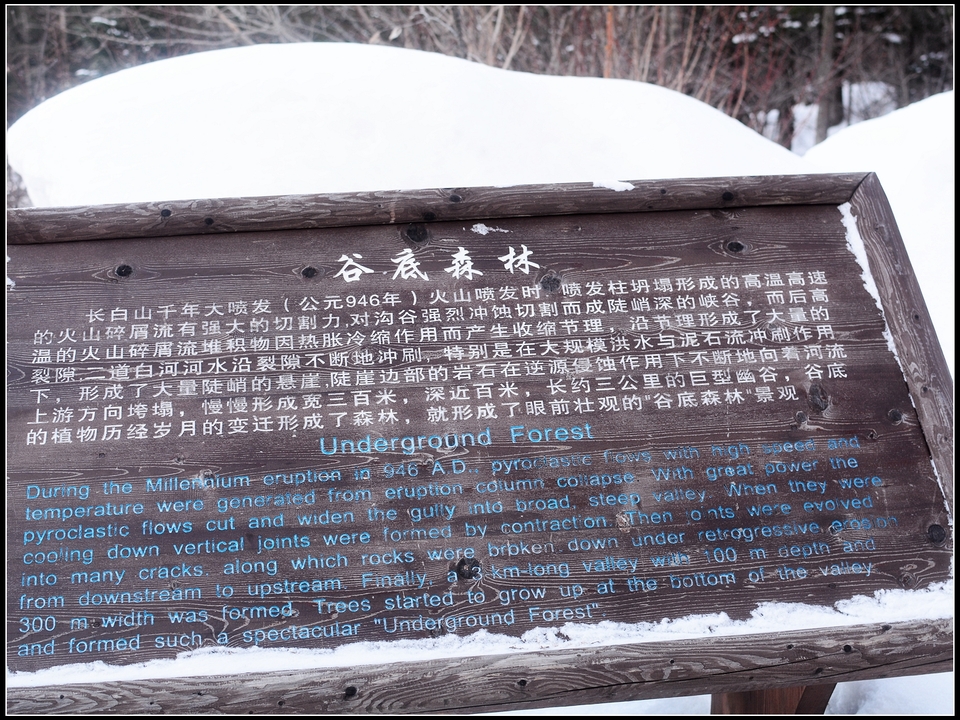 谷底森林
长白山千年大喷发(公元946年)火山喷发时,喷发柱坍塌形成的高温高速
的火山碎屑流有强大的切割力,对沟谷强烈冲蚀切割而成陡峭深的峡谷,而后高
温的火山碎屑流堆积物因热胀冷缩作用而产生收缩节理,沿节理形成了大量的
裂隙,二道白河河水沿裂隙不断地冲刷,特别是在大规模洪水与泥石流冲刷作用
下,形成了大量陡峭的悬崖,陡崖边部的岩石在逆源侵蚀作用下不断地向着河流
上游方向垮塌,慢慢形成宽三百米,深近百米,长约三公里的巨型幽谷,谷底
的植物历经岁月的变迁形成了森林,就形成了眼前壮观的"谷底森林"景观
Underground Forest
During the Millennium eruption in 946 A.D., pyroclastic flows with high speed and
temperature were generated from eruption column collapse. With great power the
pyroclastic flows cut and widen the gully into broad, steep valley. When they were
cooling down vertical joints were formed by contraction. Then joints were evolved
into many cracks, along which rocks were broken down under retrogressive erosion
from downstream to upstream. Finally, a 3 km-long valley with 100 m depth and
300 m width was formed. Trees started to grow up at the bottom of the valley
and formed such a spectacular "Underground Forest"